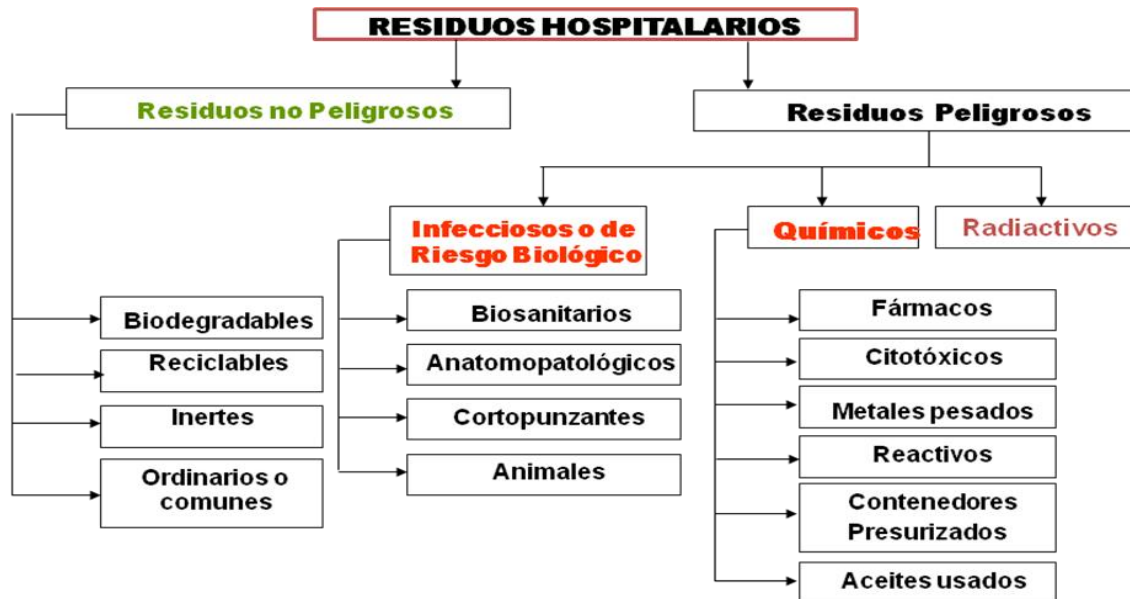 RESIDUOS HOSPITALARIOS
Residuos no Peligrosos
Residuos Peligrosos
Infecciosos o de
Riesgo Biológico
Químicos
Radiactivos
Biodegradables
Reciclables
Inertes
Ordinarios o
comunes
Biosanitarios
Anatomopatológicos
Cortopunzantes
Animales
Fármacos
Citotóxicos
Metales pesados
Reactivos
Contenedores
Presurizados
Aceites usados